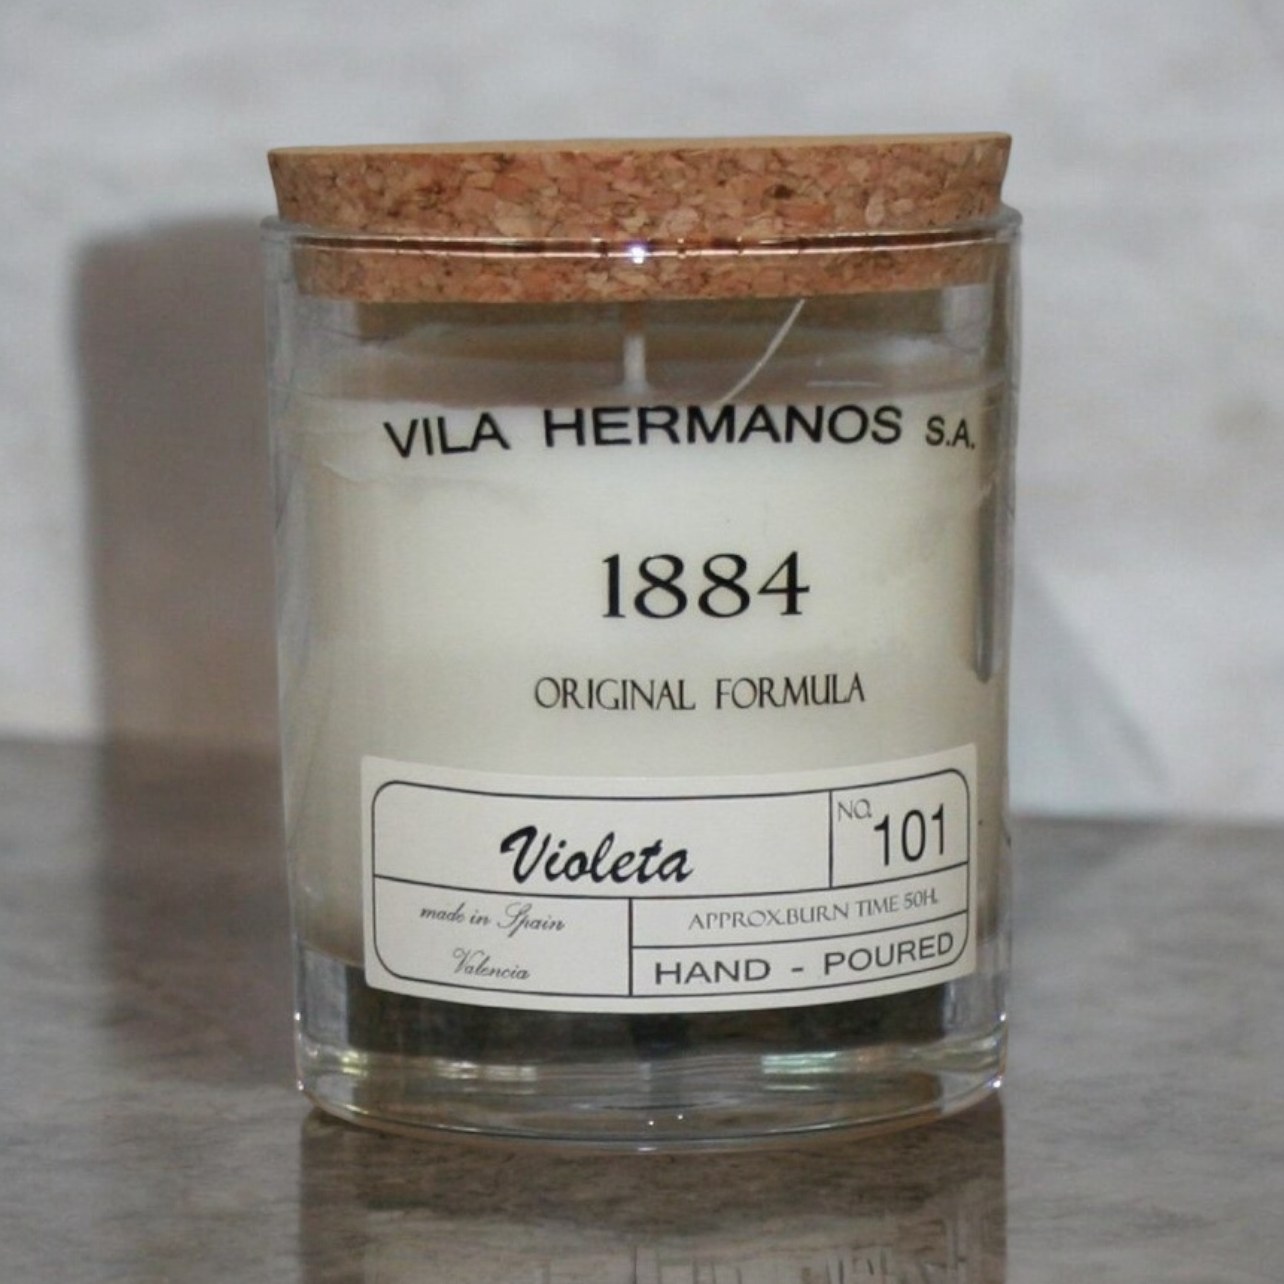 VILA HERMANOS S.A.
1884
ORIGINAL FORMULA
Violeta
NO. 101
made in Spain
Valencia
APPROX.BURN TIME 50H.
HAND - POURED